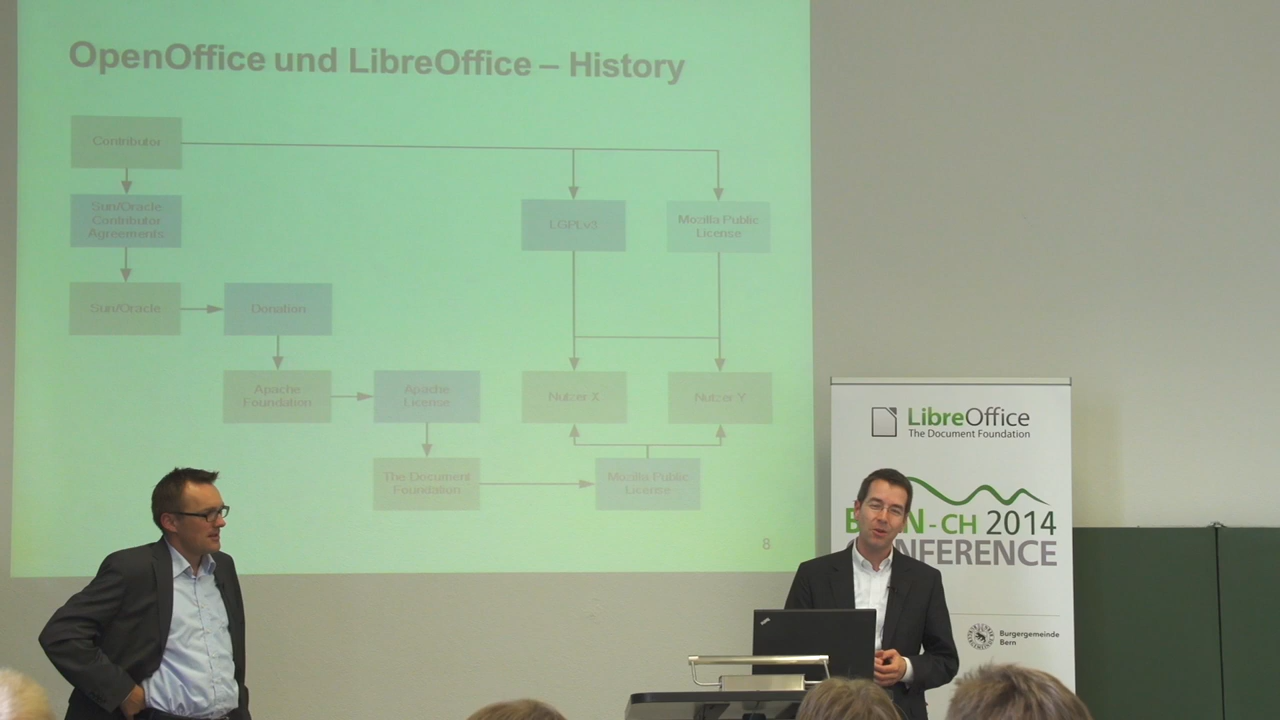 OpenOffice und LibreOffice – History
Contributor
Sun/Oracle
Contributor
Agreements
LGPLv3
Mozilla Public
License
Sun/Oracle
Donation
Apache
Foundation
Apache
License
Nutzer X
Nutzer Y
The Document
Foundation
Mozilla Public
License
8
LibreOffice
The Document Foundation
- CH 2014
Burgergemeinde
Bern